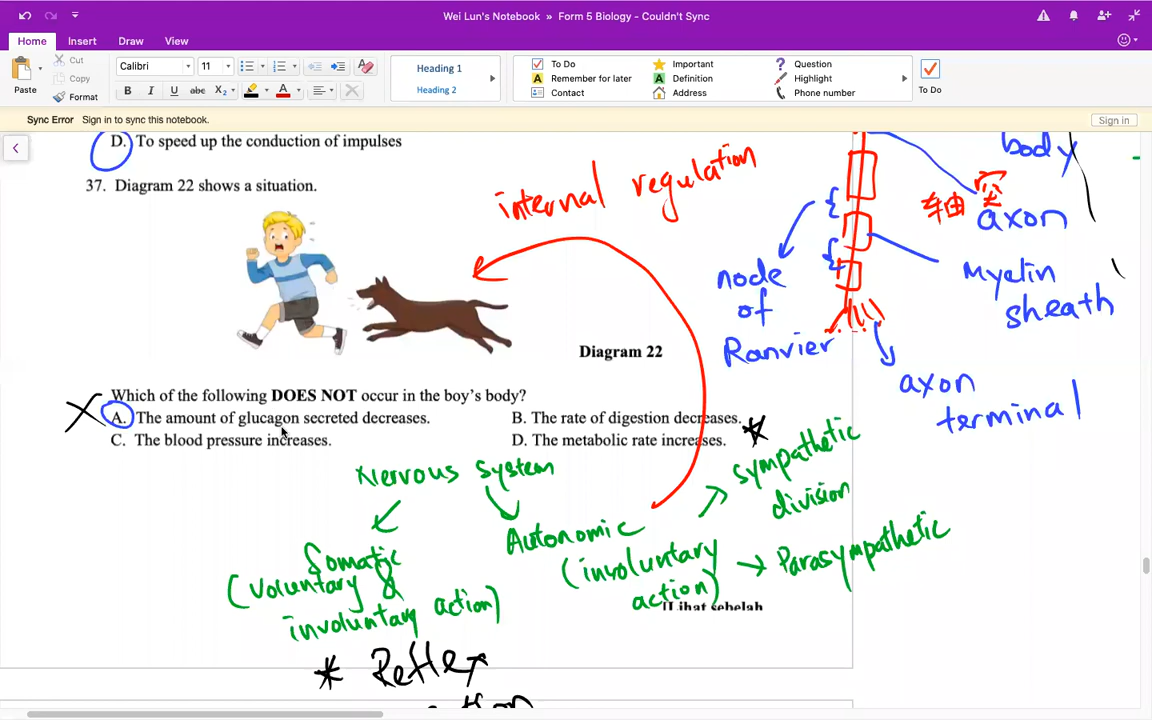 Wei Lun's Notebook » Form 5 Biology - Couldn't Sync
Home Insert Draw View
Paste
Cut
Copy
Format
Calibri 11
B I U abc X₂ A
Heading 1
Heading 2
To Do
Remember for later
Contact
Important
Definition
Address
Question
Highlight
Phone number
To Do
Sync Error Sign in to sync this notebook. Sign in
D. To speed up the conduction of impulses
37. Diagram 22 shows a situation.
internal regulation
Diagram 22
Which of the following DOES NOT occur in the boy's body?
A. The amount of glucagon secreted decreases. B. The rate of digestion decreases.
C. The blood pressure increases. D. The metabolic rate increases.
body
轴突
axon
node
of
Ranvier
Myelin
sheath
axon
terminal
Nervous system
Somatic
(voluntary &
involuntary action)
Autonomic
(involuntary
action)
sympathetic
division
Parasympathetic
[Lihat sebelah
* Reflex